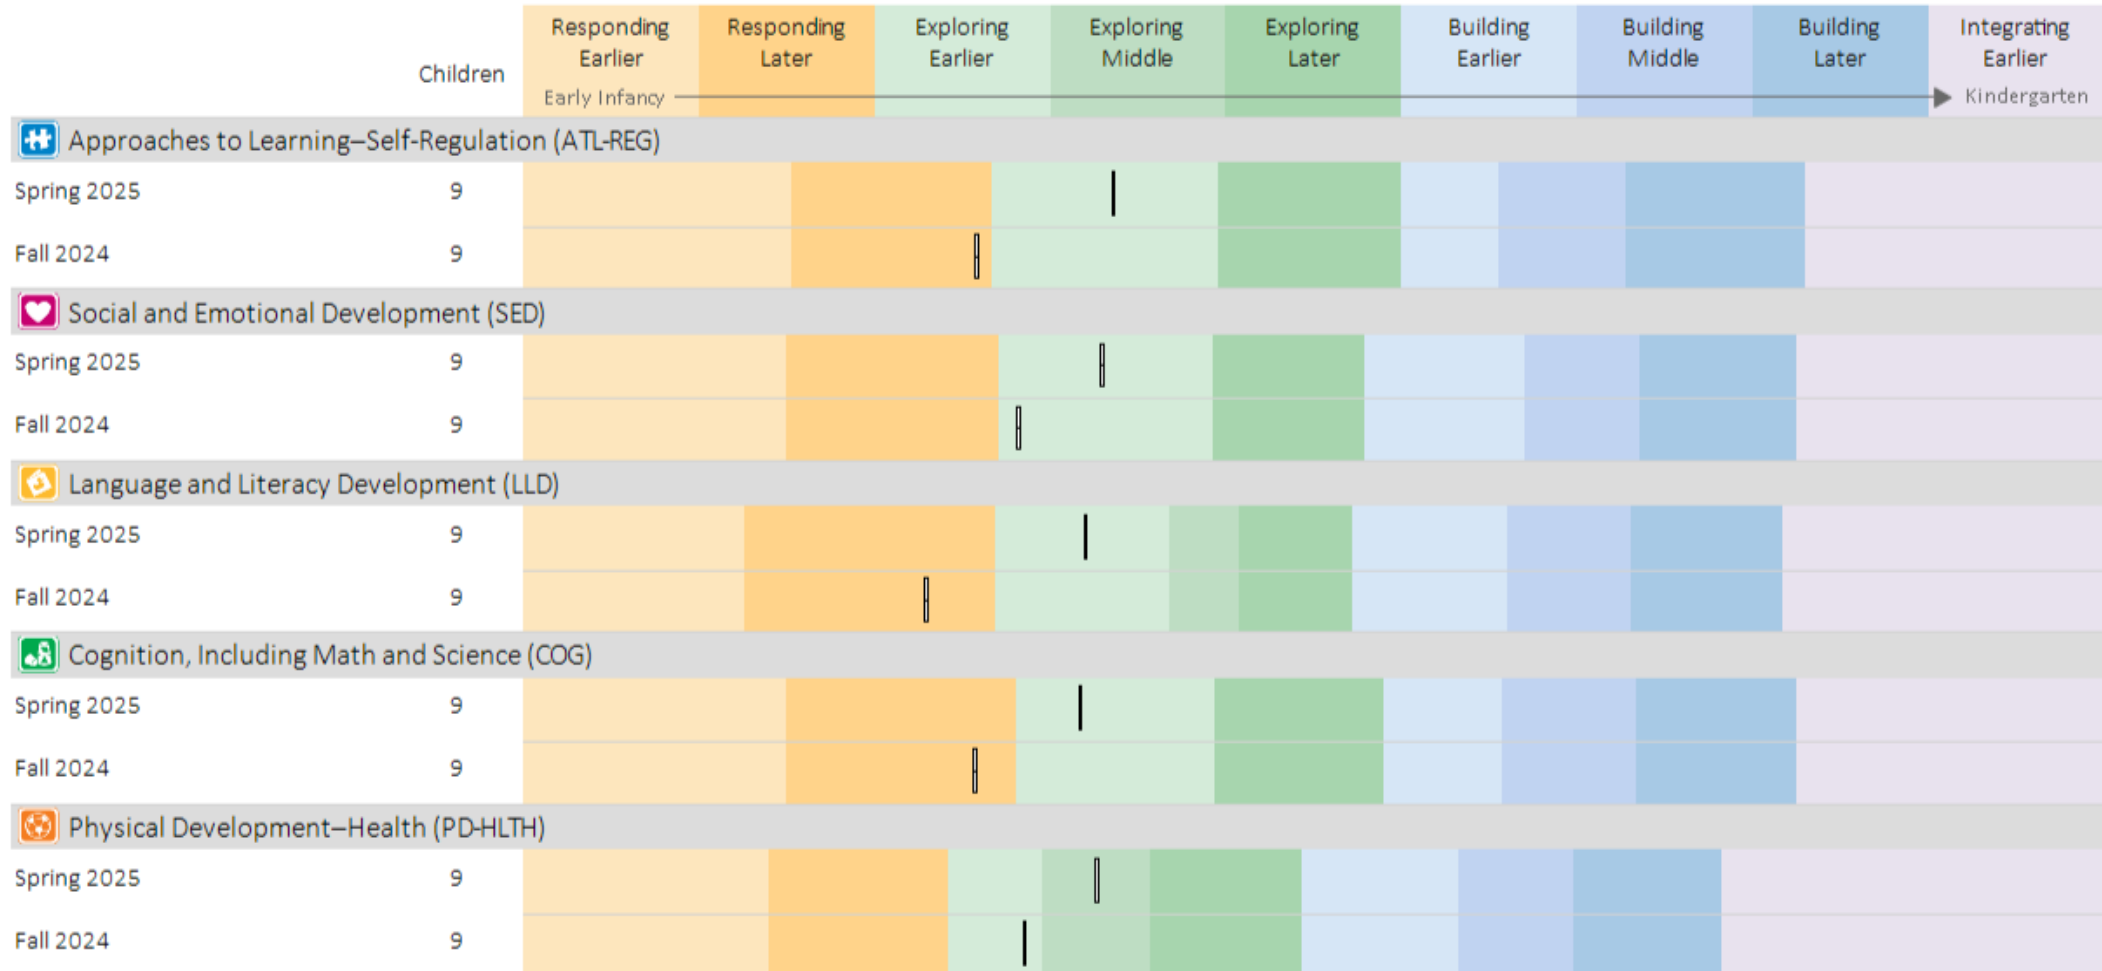 Children
Responding Earlier
Responding Later
Exploring Earlier
Exploring Middle
Exploring Later
Building Earlier
Building Middle
Building Later
Integrating Earlier
Early Infancy
Kindergarten
Approaches to Learning–Self-Regulation (ATL-REG)
Spring 2025 9
Fall 2024 9
Social and Emotional Development (SED)
Spring 2025 9
Fall 2024 9
Language and Literacy Development (LLD)
Spring 2025 9
Fall 2024 9
Cognition, Including Math and Science (COG)
Spring 2025 9
Fall 2024 9
Physical Development–Health (PD-HLTH)
Spring 2025 9
Fall 2024 9